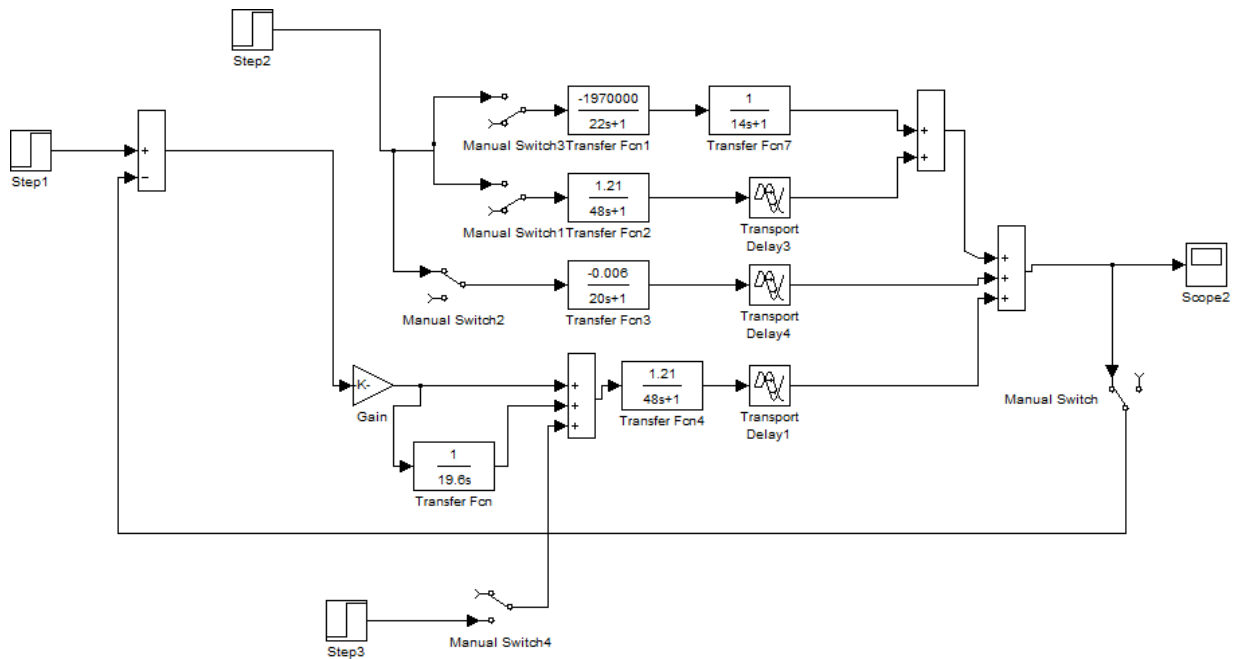 Step2
Step1
+
−
Manual Switch3
-1970000
22s+1
Transfer Fcn1
1
14s+1
Transfer Fcn7
+
+
Manual Switch1
1.21
48s+1
Transfer Fcn2
Transport
Delay3
Manual Switch2
-0.006
20s+1
Transfer Fcn3
Transport
Delay4
+
+
+
Scope2
-K-
Gain
+
+
+
1.21
48s+1
Transfer Fcn4
Transport
Delay1
Manual Switch
1
19.6s
Transfer Fcn
Step3
Manual Switch4